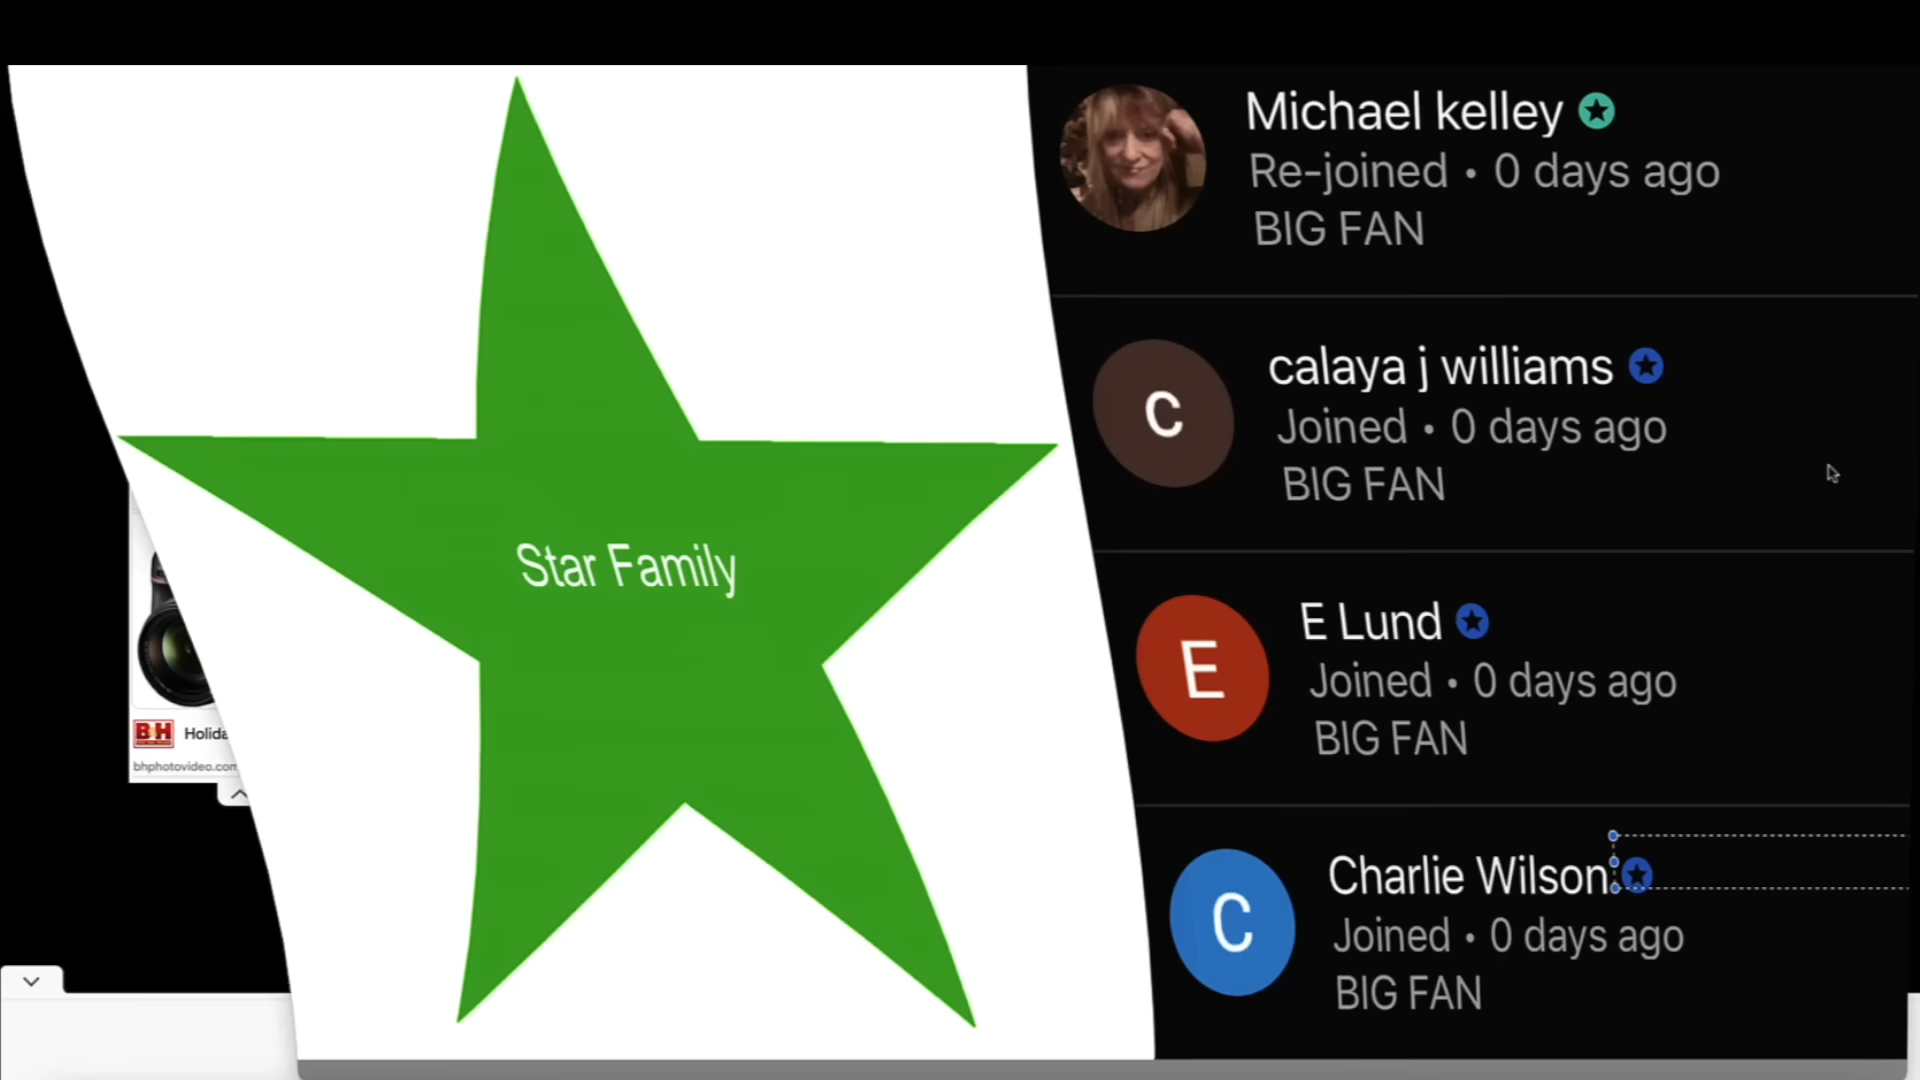 Star Family
B&H Holida
bhphotovideo.com
Michael kelley
Re-joined • 0 days ago
BIG FAN
C
calaya j williams
Joined • 0 days ago
BIG FAN
E
E Lund
Joined • 0 days ago
BIG FAN
C
Charlie Wilson
Joined • 0 days ago
BIG FAN